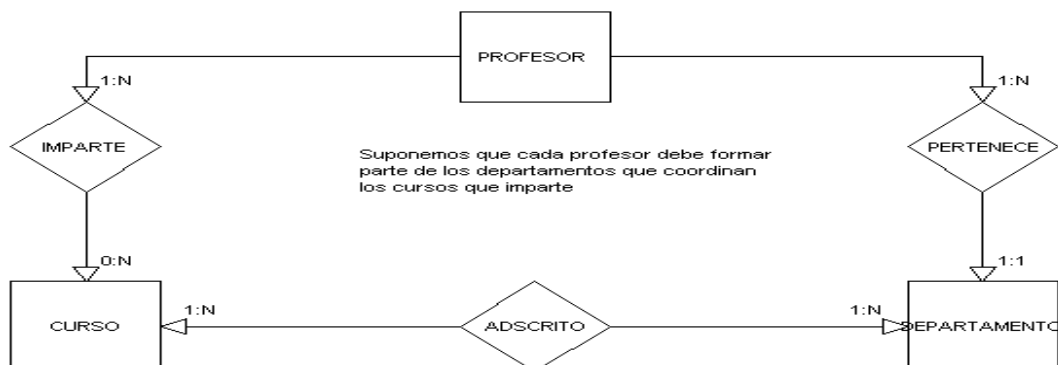 PROFESOR
1:N
1:N
IMPARTE
PERTENECE
Suponemos que cada profesor debe formar
parte de los departamentos que coordinan
los cursos que imparte
0:N
1:1
1:N
1:N
CURSO
ADSCRITO
DEPARTAMENTO